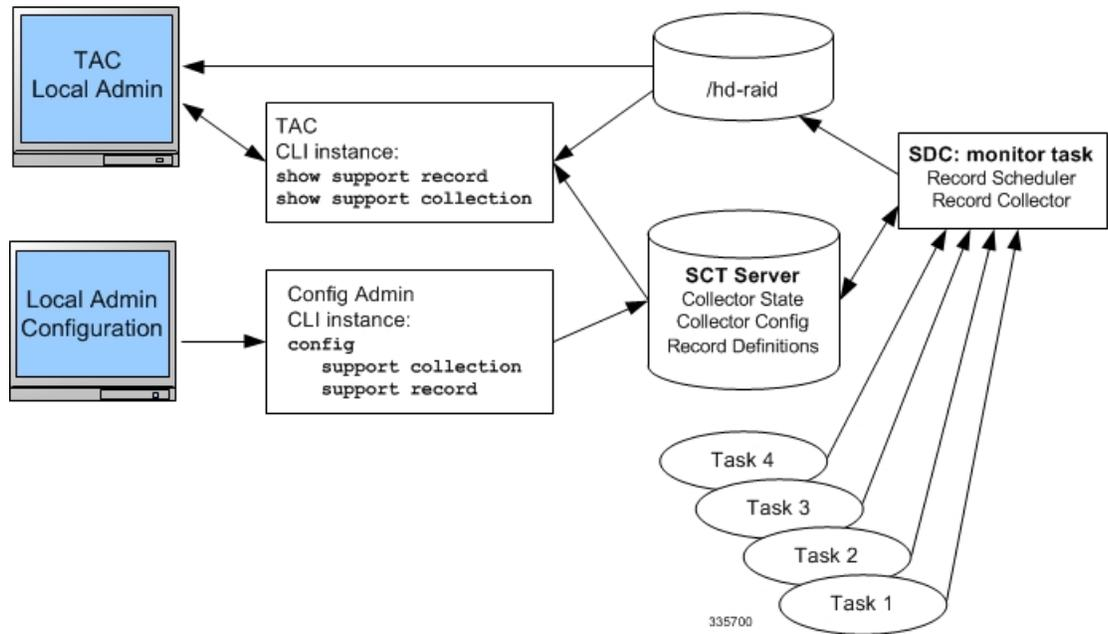 TAC
Local Admin
/hd-raid
TAC
CLI instance:
show support record
show support collection
SDC: monitor task
Record Scheduler
Record Collector
Local Admin
Configuration
Config Admin
CLI instance:
config
support collection
support record
SCT Server
Collector State
Collector Config
Record Definitions
Task 4
Task 3
Task 2
Task 1
335700